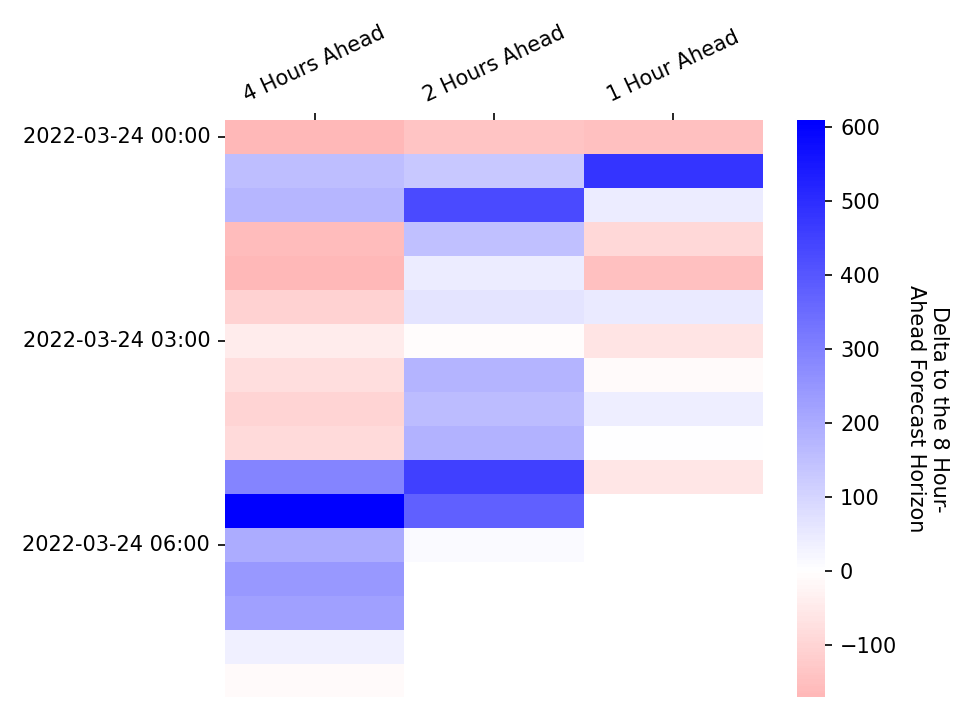 4 Hours Ahead
2 Hours Ahead
1 Hour Ahead
2022-03-24 00:00
2022-03-24 03:00
2022-03-24 06:00
600
500
400
300
200
100
0
−100
Delta to the 8 Hour-
Ahead Forecast Horizon